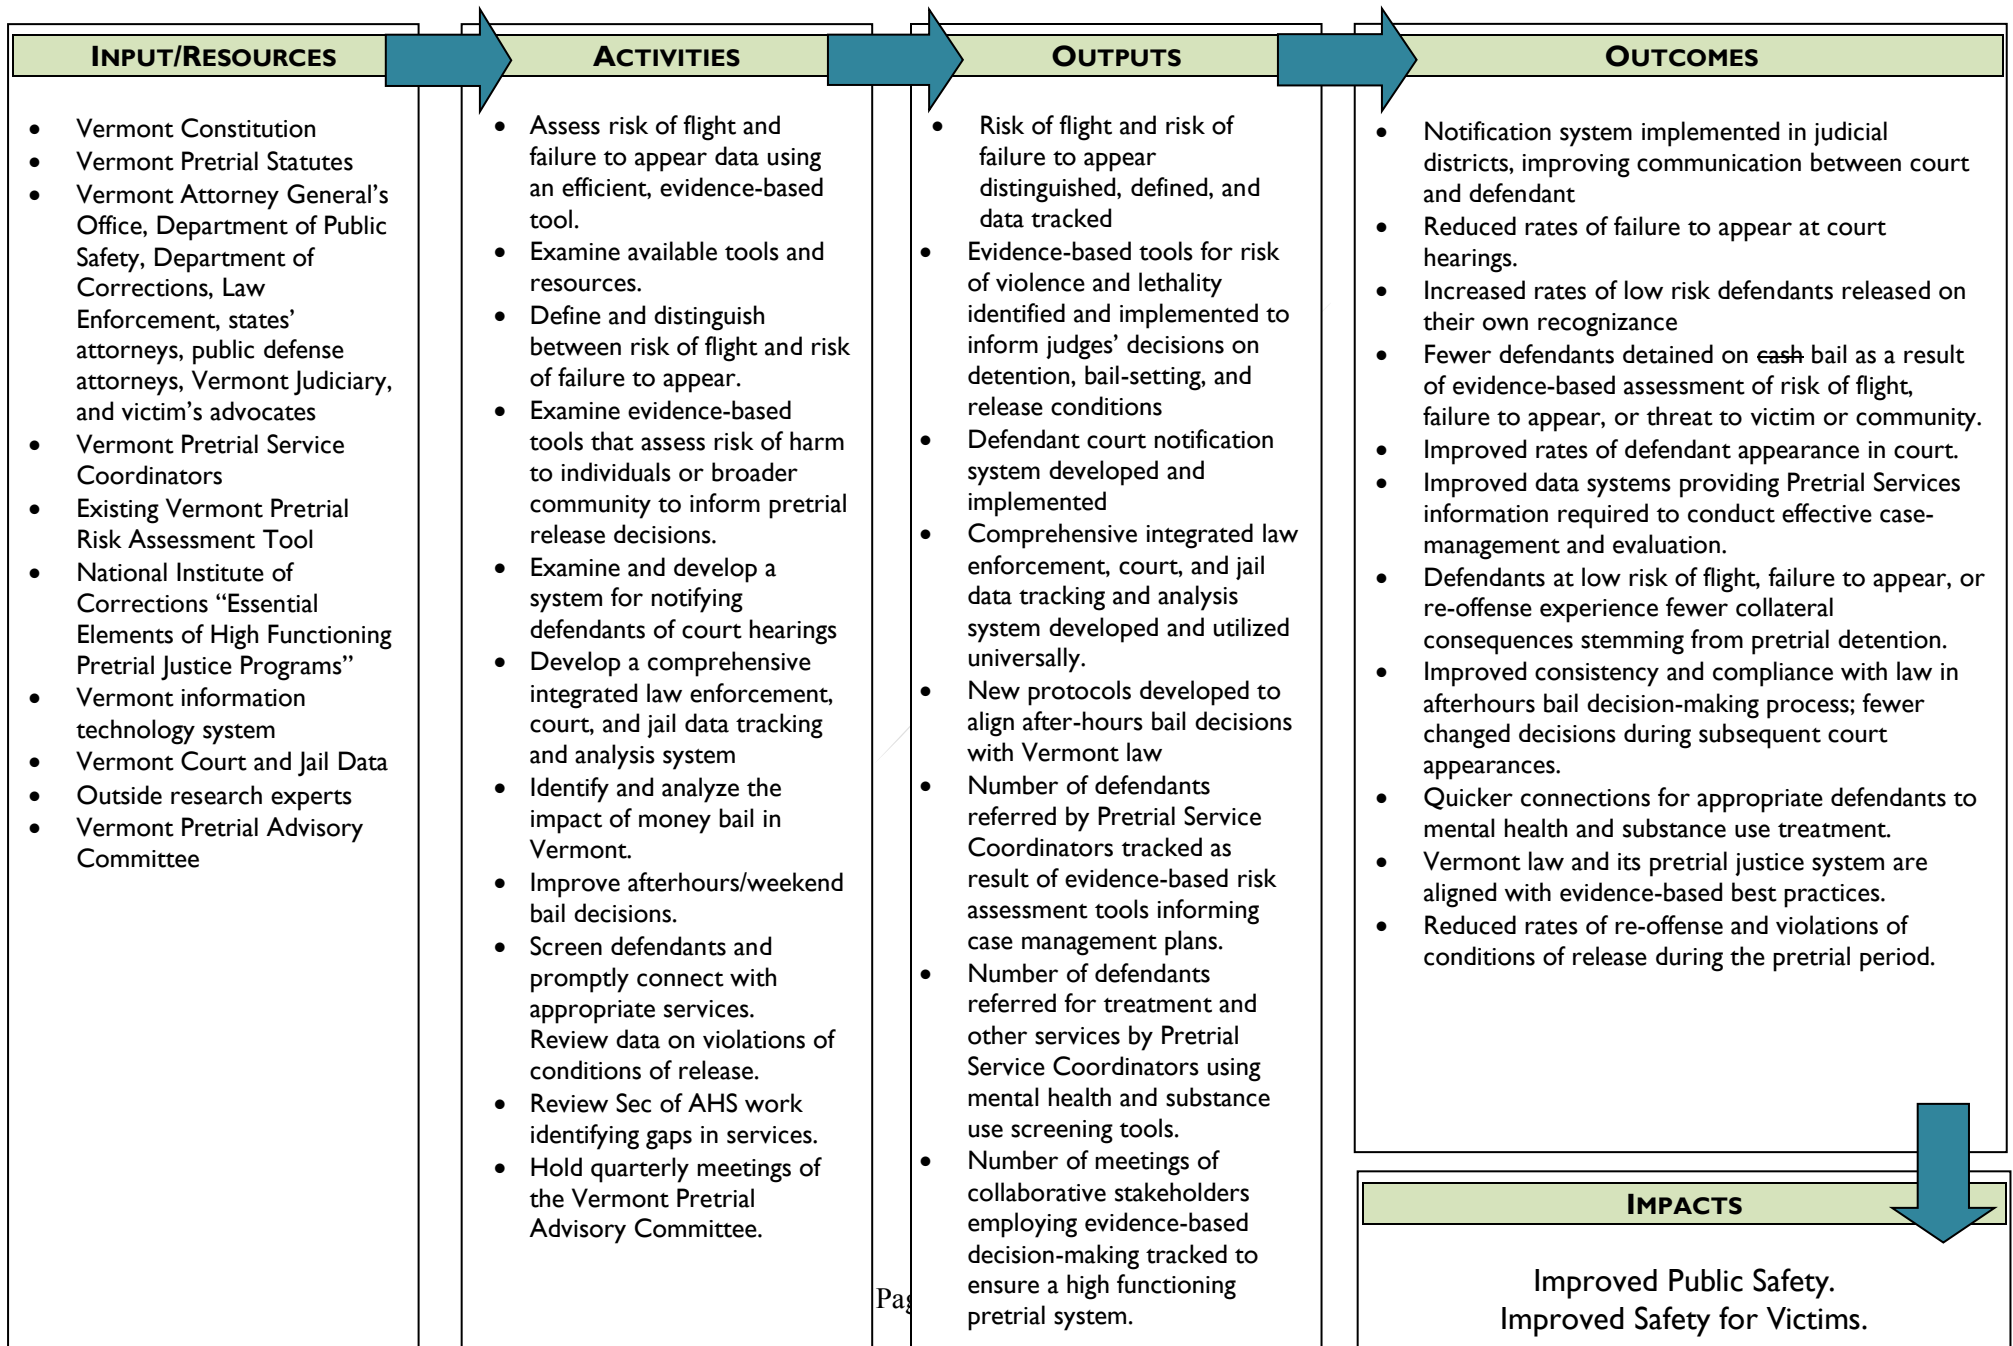 INPUT/RESOURCES
• Vermont Constitution
• Vermont Pretrial Statutes
• Vermont Attorney General’s
Office, Department of Public
Safety, Department of
Corrections, Law
Enforcement, states’
attorneys, public defense
attorneys, Vermont Judiciary,
and victim’s advocates
• Vermont Pretrial Service
Coordinators
• Existing Vermont Pretrial
Risk Assessment Tool
• National Institute of
Corrections “Essential
Elements of High Functioning
Pretrial Justice Programs”
• Vermont information
technology system
• Vermont Court and Jail Data
• Outside research experts
• Vermont Pretrial Advisory
Committee
ACTIVITIES
• Assess risk of flight and
failure to appear data using
an efficient, evidence-based
tool.
• Examine available tools and
resources.
• Define and distinguish
between risk of flight and risk
of failure to appear.
• Examine evidence-based
tools that assess risk of harm
to individuals or broader
community to inform pretrial
release decisions.
• Examine and develop a
system for notifying
defendants of court hearings
• Develop a comprehensive
integrated law enforcement,
court, and jail data tracking
and analysis system
• Identify and analyze the
impact of money bail in
Vermont.
• Improve afterhours/weekend
bail decisions.
• Screen defendants and
promptly connect with
appropriate services.
Review data on violations of
conditions of release.
• Review Sec of AHS work
identifying gaps in services.
• Hold quarterly meetings of
the Vermont Pretrial
Advisory Committee.
OUTPUTS
• Risk of flight and risk of
failure to appear
distinguished, defined, and
data tracked
• Evidence-based tools for risk
of violence and lethality
identified and implemented to
inform judges’ decisions on
detention, bail-setting, and
release conditions
• Defendant court notification
system developed and
implemented
• Comprehensive integrated law
enforcement, court, and jail
data tracking and analysis
system developed and utilized
universally.
• New protocols developed to
align after-hours bail decisions
with Vermont law
• Number of defendants
referred by Pretrial Service
Coordinators tracked as
result of evidence-based risk
assessment tools informing
case management plans.
• Number of defendants
referred for treatment and
other services by Pretrial
Service Coordinators using
mental health and substance
use screening tools.
• Number of meetings of
collaborative stakeholders
employing evidence-based
decision-making tracked to
ensure a high functioning
pretrial system.
OUTCOMES
• Notification system implemented in judicial
districts, improving communication between court
and defendant
• Reduced rates of failure to appear at court
hearings.
• Increased rates of low risk defendants released on
their own recognizance
• Fewer defendants detained on cash bail as a result
of evidence-based assessment of risk of flight,
failure to appear, or threat to victim or community.
• Improved rates of defendant appearance in court.
• Improved data systems providing Pretrial Services
information required to conduct effective case-
management and evaluation.
• Defendants at low risk of flight, failure to appear, or
re-offense experience fewer collateral
consequences stemming from pretrial detention.
• Improved consistency and compliance with law in
afterhours bail decision-making process; fewer
changed decisions during subsequent court
appearances.
• Quicker connections for appropriate defendants to
mental health and substance use treatment.
• Vermont law and its pretrial justice system are
aligned with evidence-based best practices.
• Reduced rates of re-offense and violations of
conditions of release during the pretrial period.
IMPACTS
Improved Public Safety.
Improved Safety for Victims.